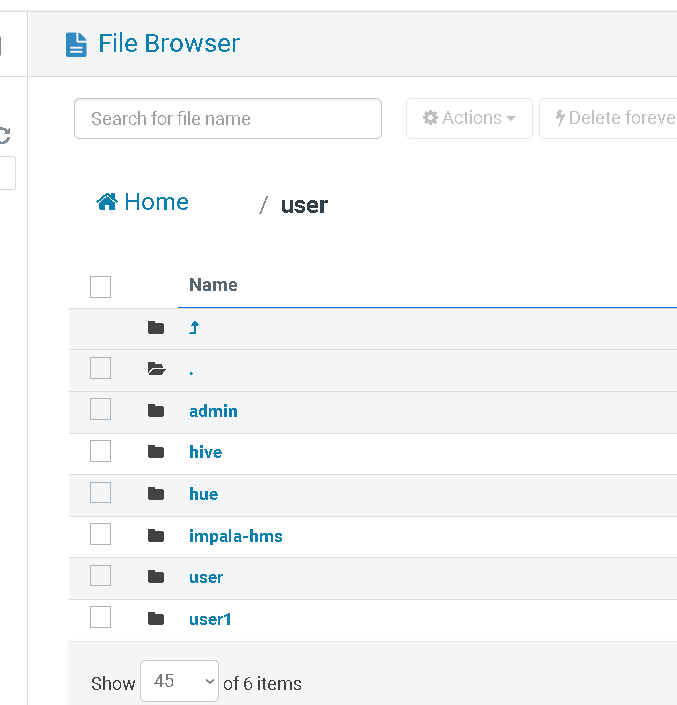 File Browser
Search for file name
Actions
Delete foreve
Home / user
Name
.
admin
hive
hue
impala-hms
user
user1
Show 45 of 6 items